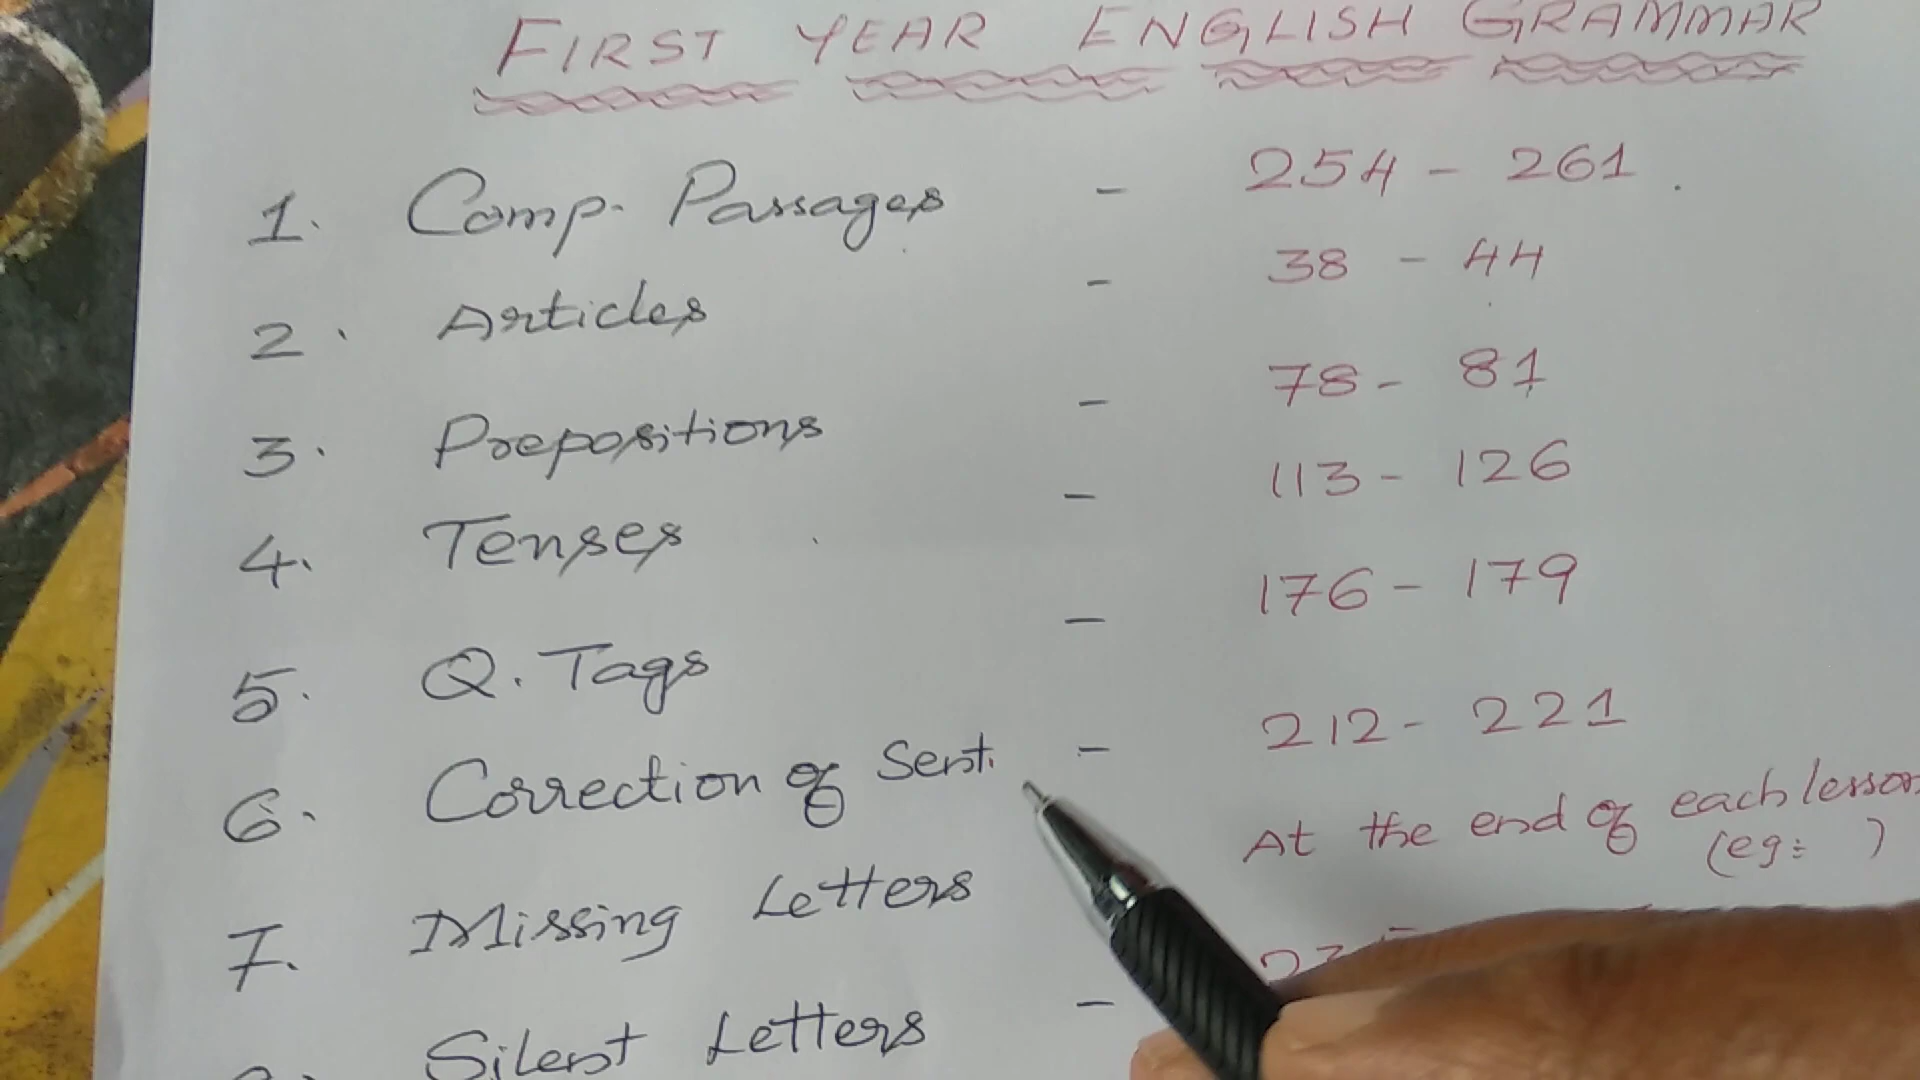 FIRST YEAR ENGLISH GRAMMAR
1. Comp. Passages - 254 - 261
2. Articles - 38 - 44
3. Prepositions - 78 - 81
4. Tenses - 113 - 126
5. Q. Tags - 176 - 179
6. Correction of Sent. - 212 - 221
7. Missing Letters At the end of each lesson (eg: )
Silent Letters -